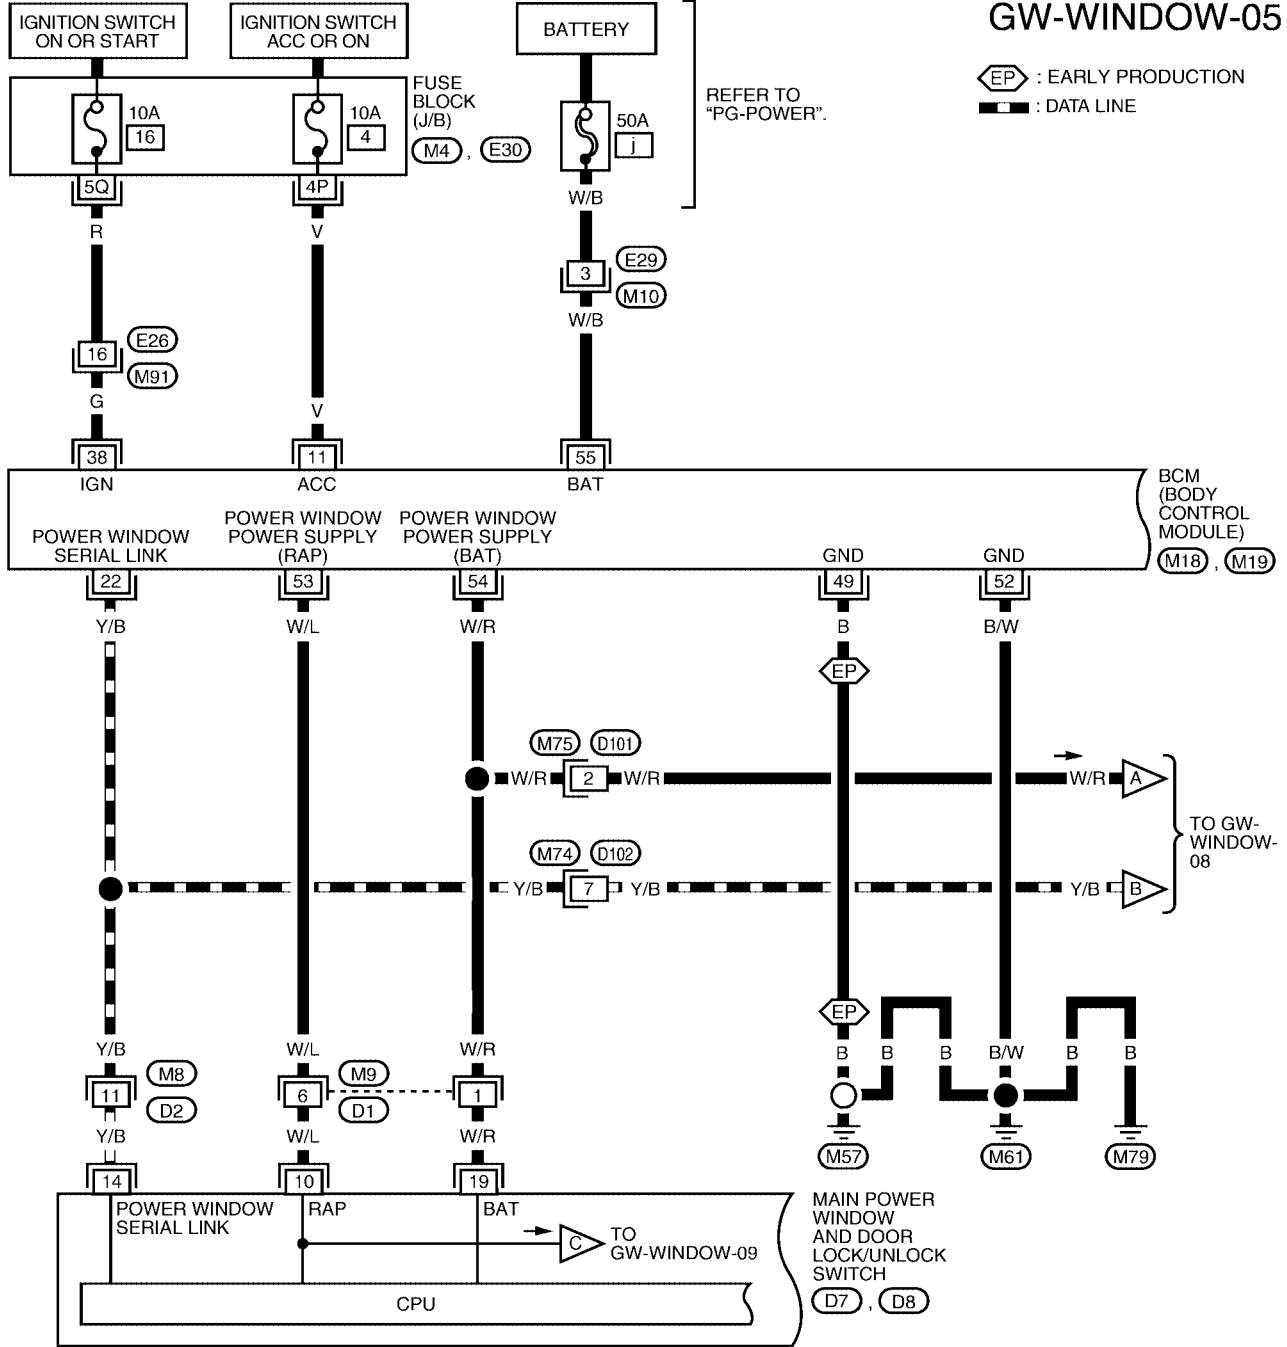 GW-WINDOW-05
IGNITION SWITCH
ON OR START
IGNITION SWITCH
ACC OR ON
BATTERY
EP : EARLY PRODUCTION
: DATA LINE
FUSE
BLOCK
(J/B)
M4 , E30
10A
16
10A
4
50A
j
REFER TO
"PG-POWER".
5Q
4P
W/B
R
V
3
E29
M10
W/B
16
E26
M91
G
V
38
11
55
IGN
ACC
BAT
BCM
(BODY
CONTROL
MODULE)
M18 , M19
POWER WINDOW
SERIAL LINK
POWER WINDOW
POWER SUPPLY
(RAP)
POWER WINDOW
POWER SUPPLY
(BAT)
GND
GND
22
53
54
49
52
Y/B
W/L
W/R
B
B/W
EP
M75 D101
W/R
2
W/R
W/R
A
M74 D102
Y/B
7
Y/B
Y/B
B
TO GW-
WINDOW-
08
EP
Y/B
W/L
W/R
B
B
B
B/W
B
B
11
M8
D2
6
M9
D1
1
Y/B
W/L
W/R
M57
M61
M79
14
10
19
POWER WINDOW
SERIAL LINK
RAP
BAT
C
TO
GW-WINDOW-09
CPU
MAIN POWER
WINDOW
AND DOOR
LOCK/UNLOCK
SWITCH
D7 , D8